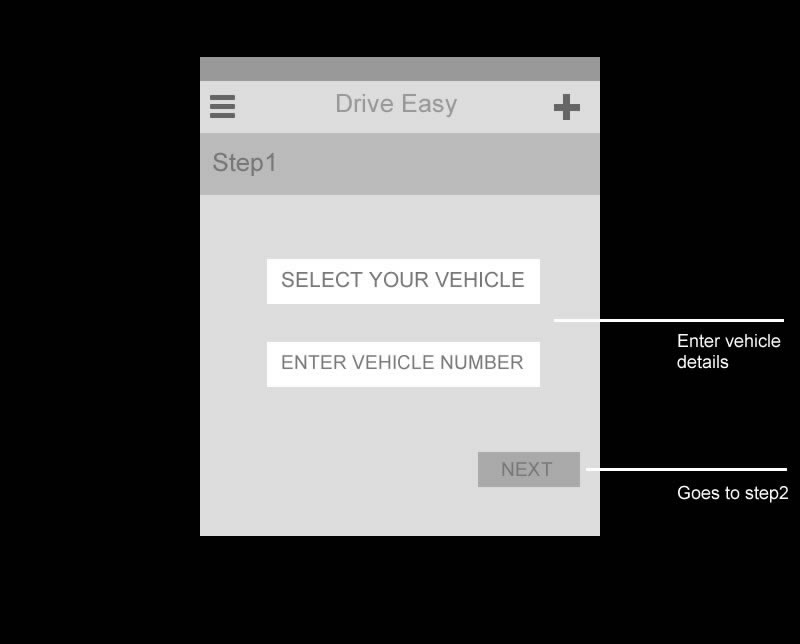 Drive Easy
Step1
SELECT YOUR VEHICLE
Enter vehicle
details
ENTER VEHICLE NUMBER
NEXT
Goes to step2